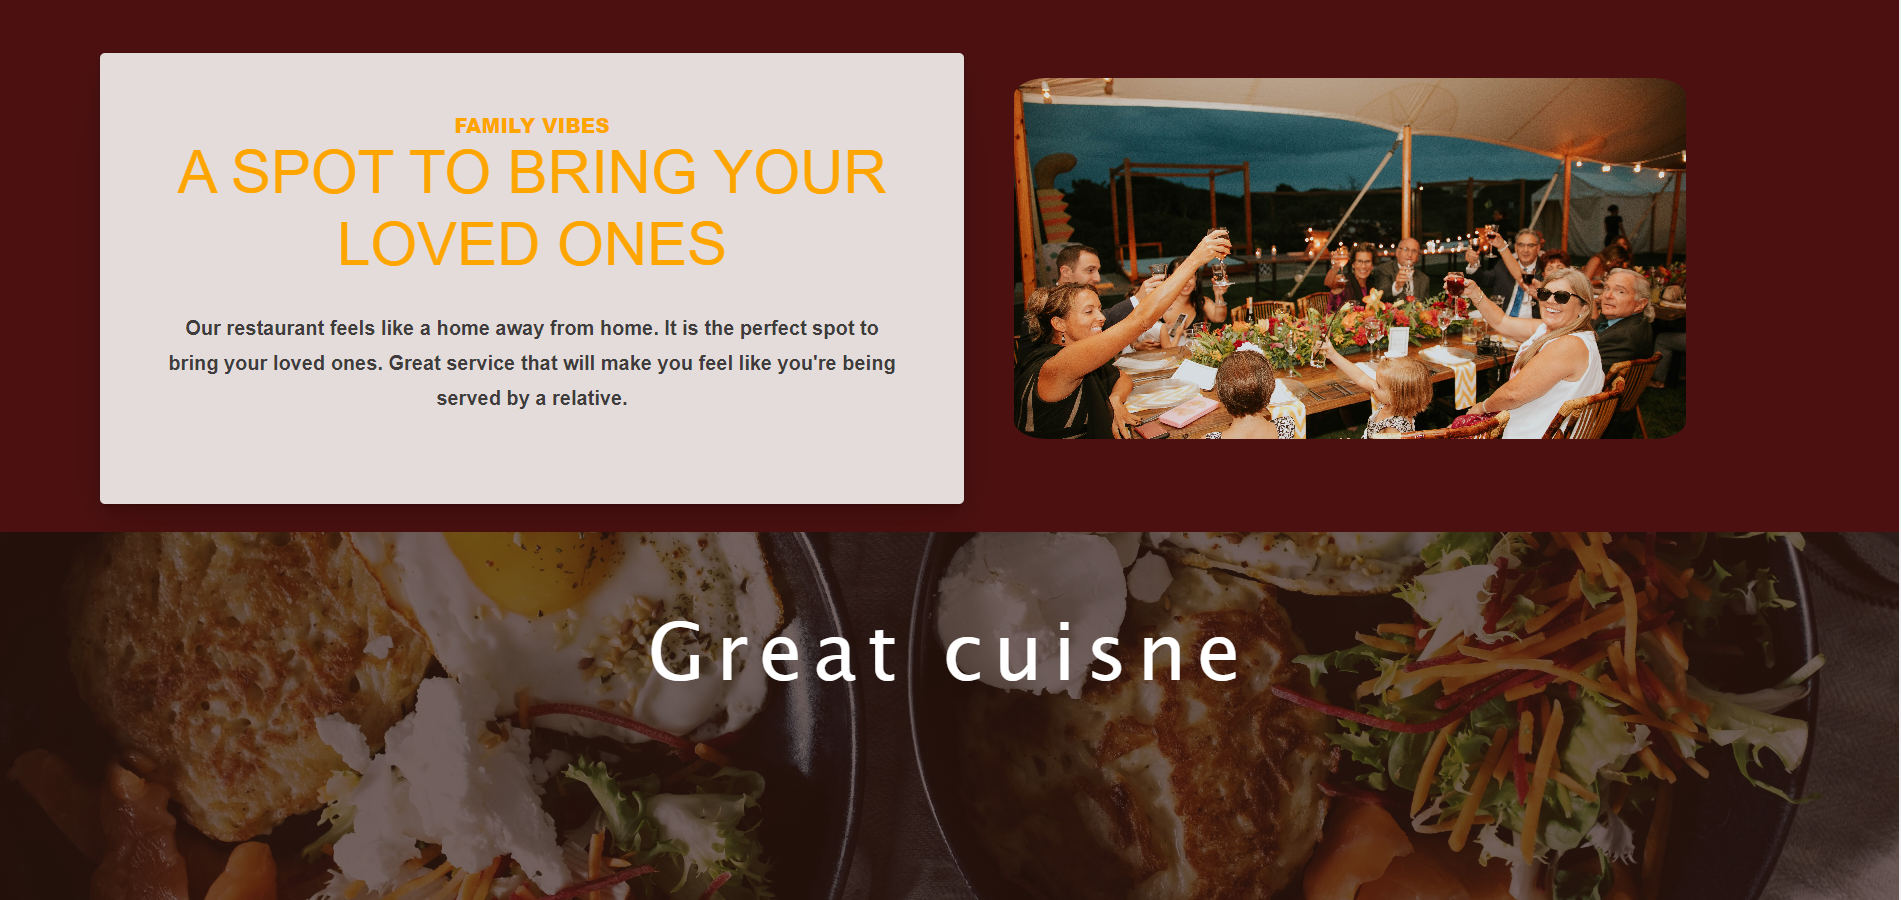 FAMILY VIBES
A SPOT TO BRING YOUR
LOVED ONES
Our restaurant feels like a home away from home. It is the perfect spot to
bring your loved ones. Great service that will make you feel like you're being
served by a relative.
Great cuisne